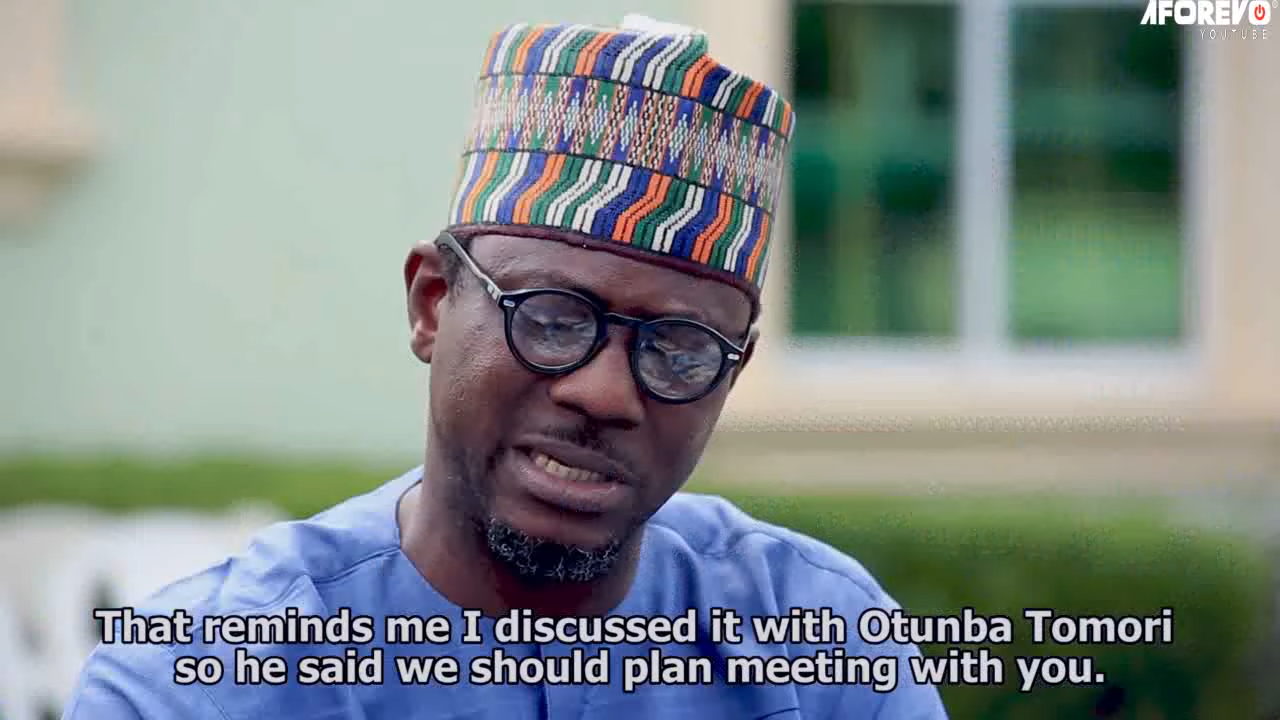 AFOREVO
YOUTUBE
That reminds me I discussed it with Otunba Tomori
so he said we should plan meeting with you.